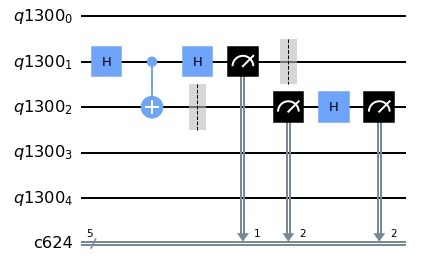 q1300₀
q1300₁ H H
q1300₂ H
q1300₃
q1300₄
c624 5 1 2 2